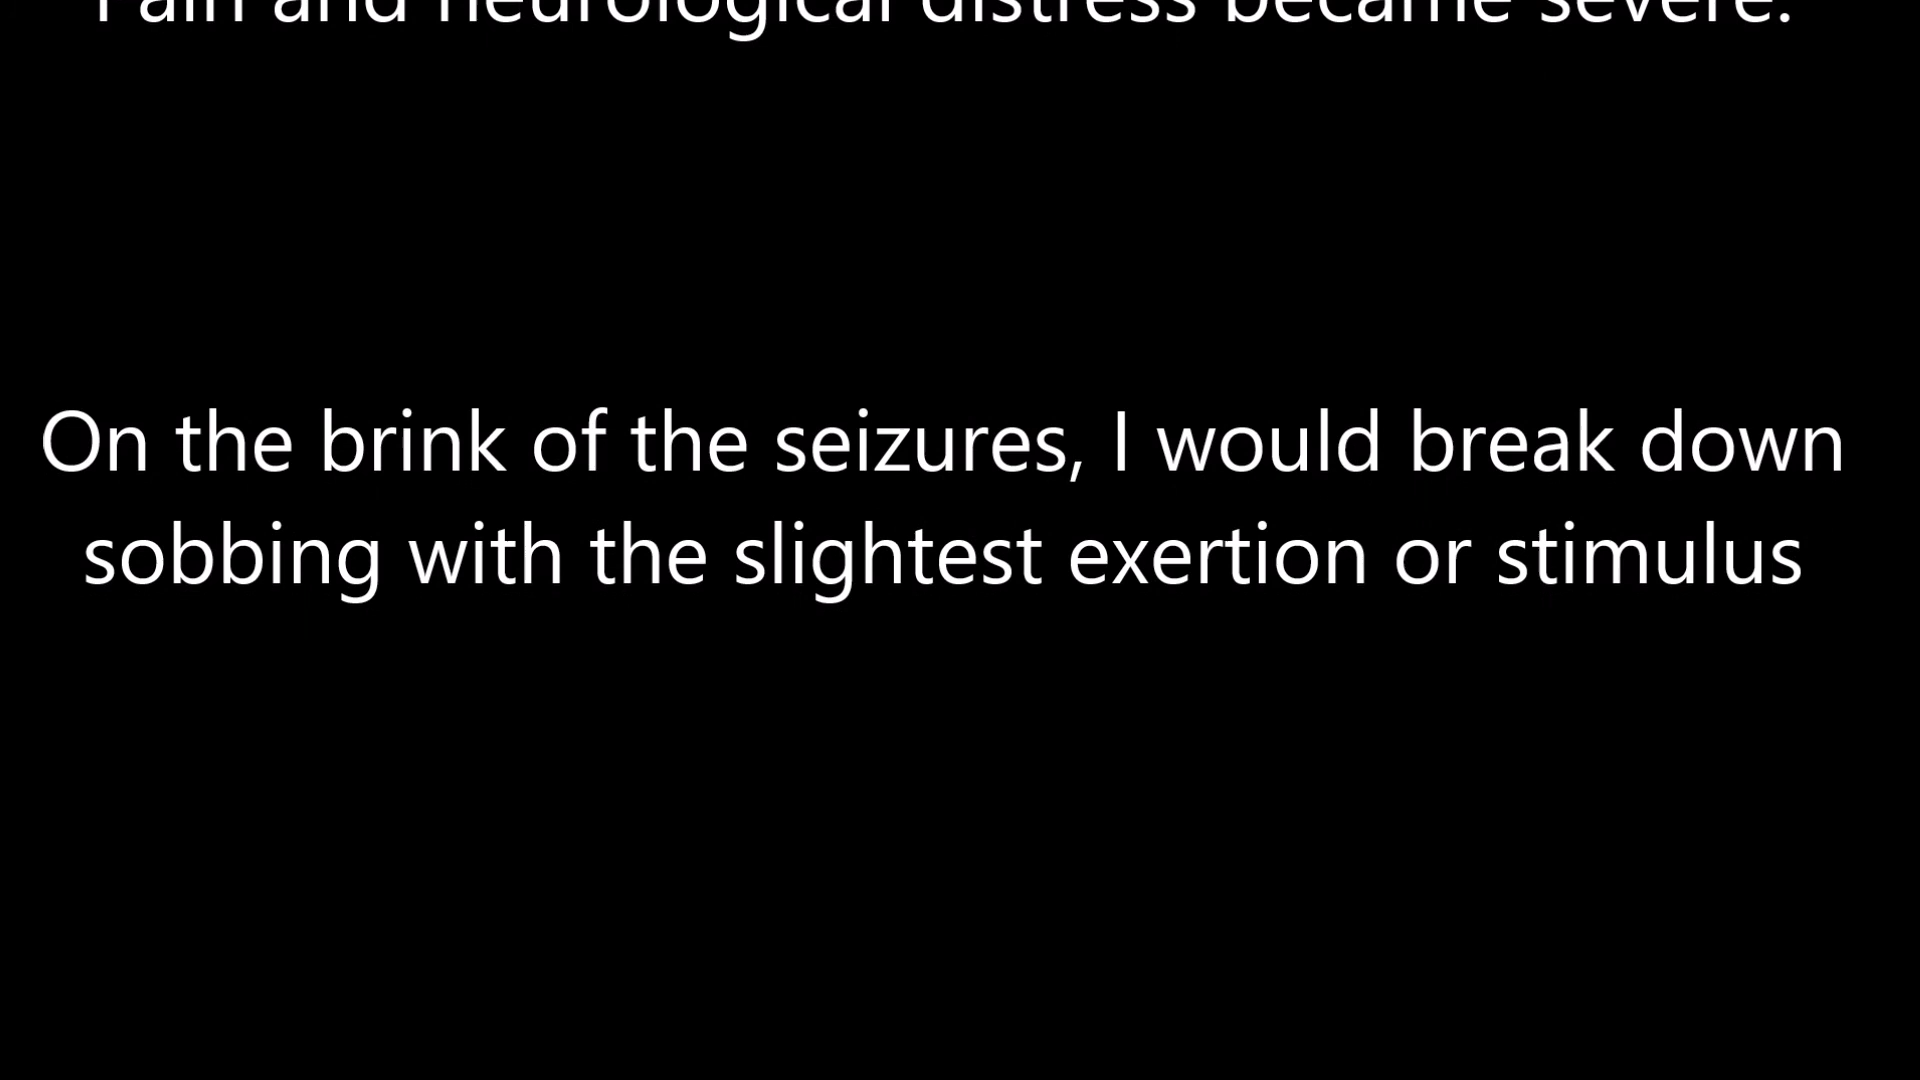 Pain and neurological distress became severe.
On the brink of the seizures, I would break down
sobbing with the slightest exertion or stimulus